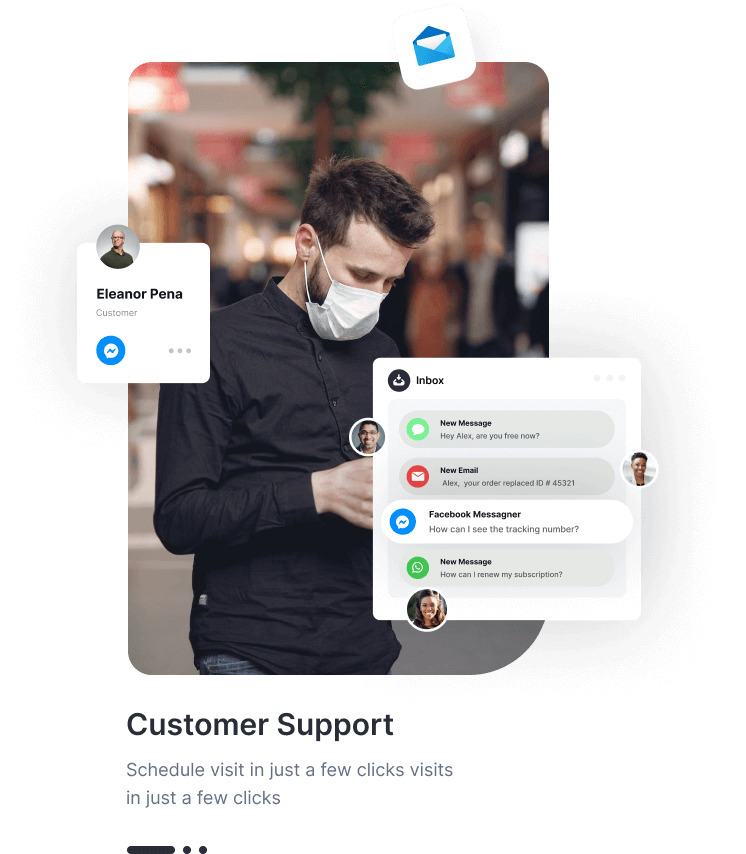 Eleanor Pena
Customer
Inbox
New Message
Hey Alex, are you free now?
New Email
Alex, your order replaced ID # 45321
Facebook Messagner
How can I see the tracking number?
New Message
How can I renew my subscription?
Customer Support
Schedule visit in just a few clicks visits
in just a few clicks